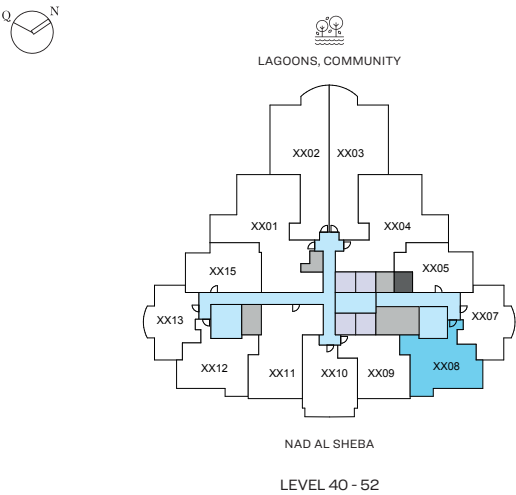 Q N
LAGOONS, COMMUNITY
XX02 XX03
XX01 XX04
XX15 XX05
XX13 XX07
XX12 XX11 XX10 XX09 XX08
NAD AL SHEBA
LEVEL 40 - 52